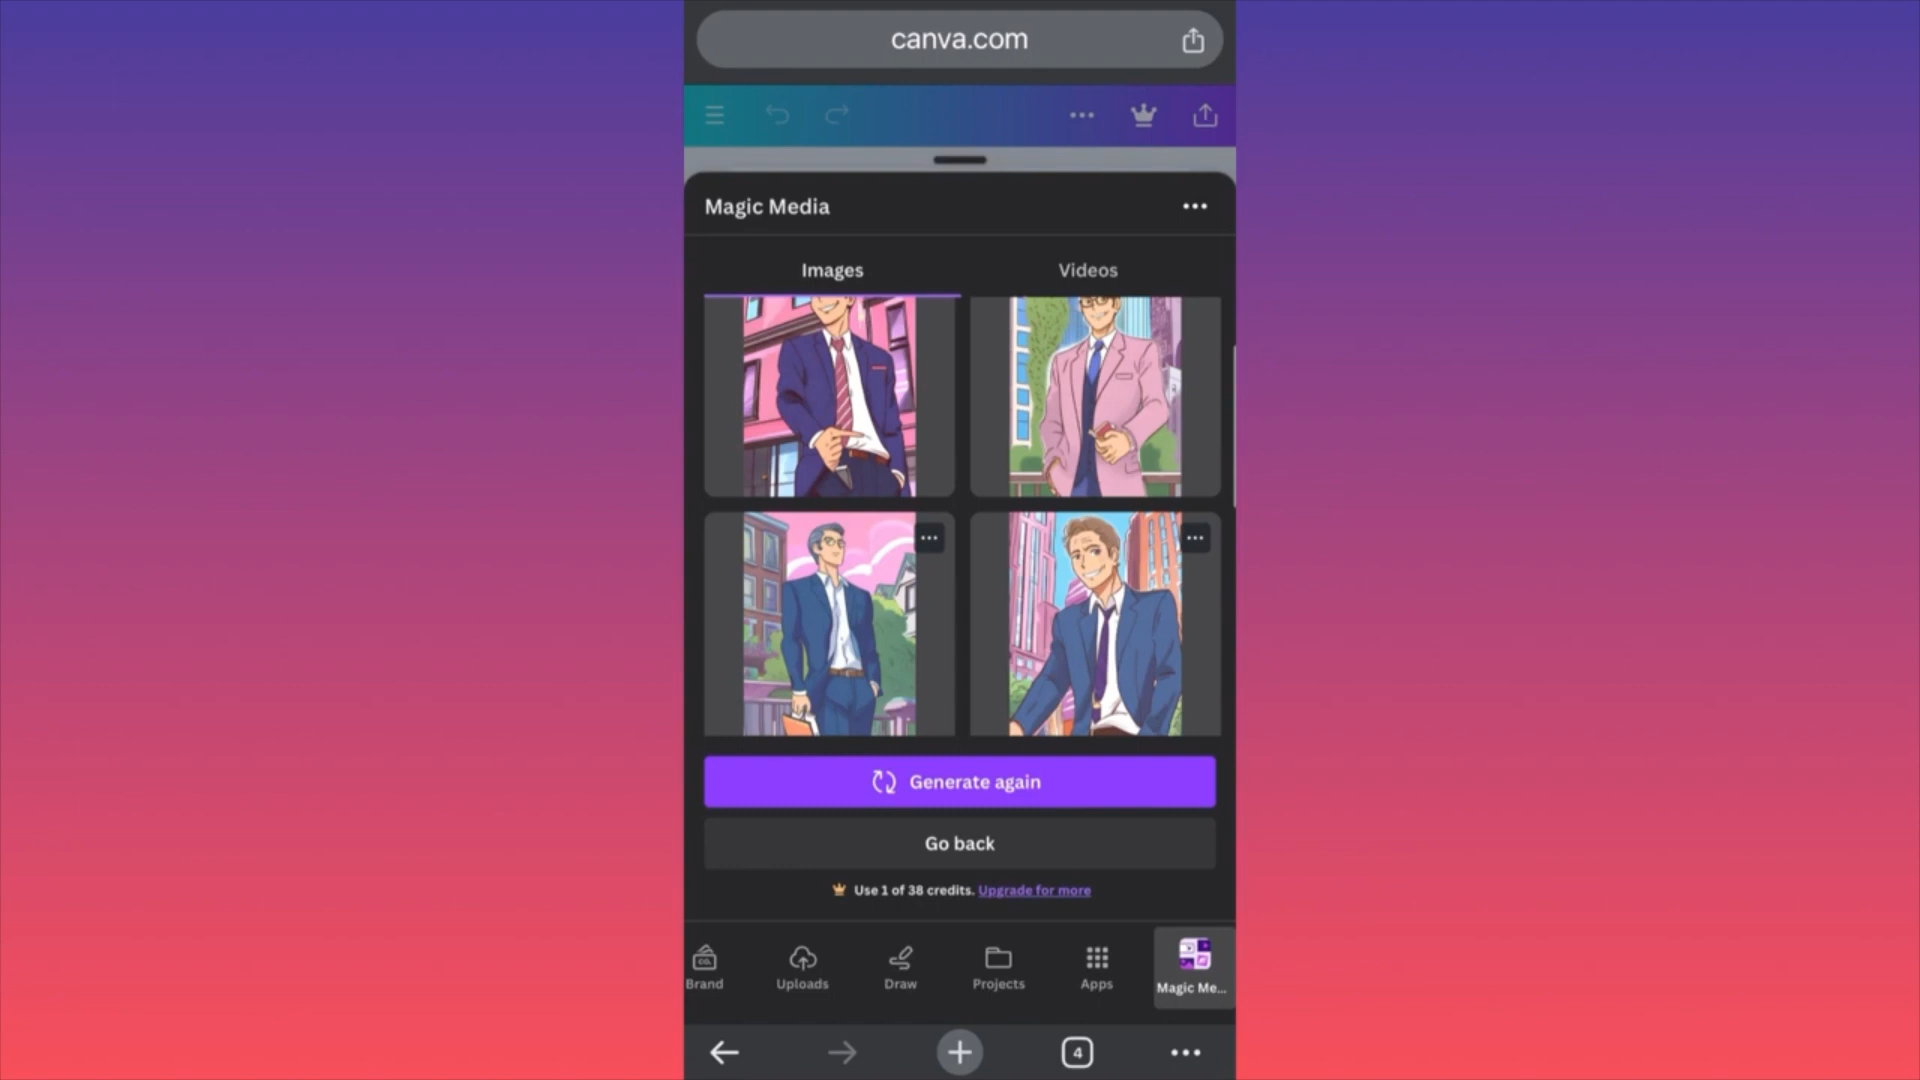 canva.com
Magic Media
Images
Videos
Generate again
Go back
Use 1 of 38 credits. Upgrade for more
CO.
Brand
Uploads
Draw
Projects
Apps
Magic Me...
4